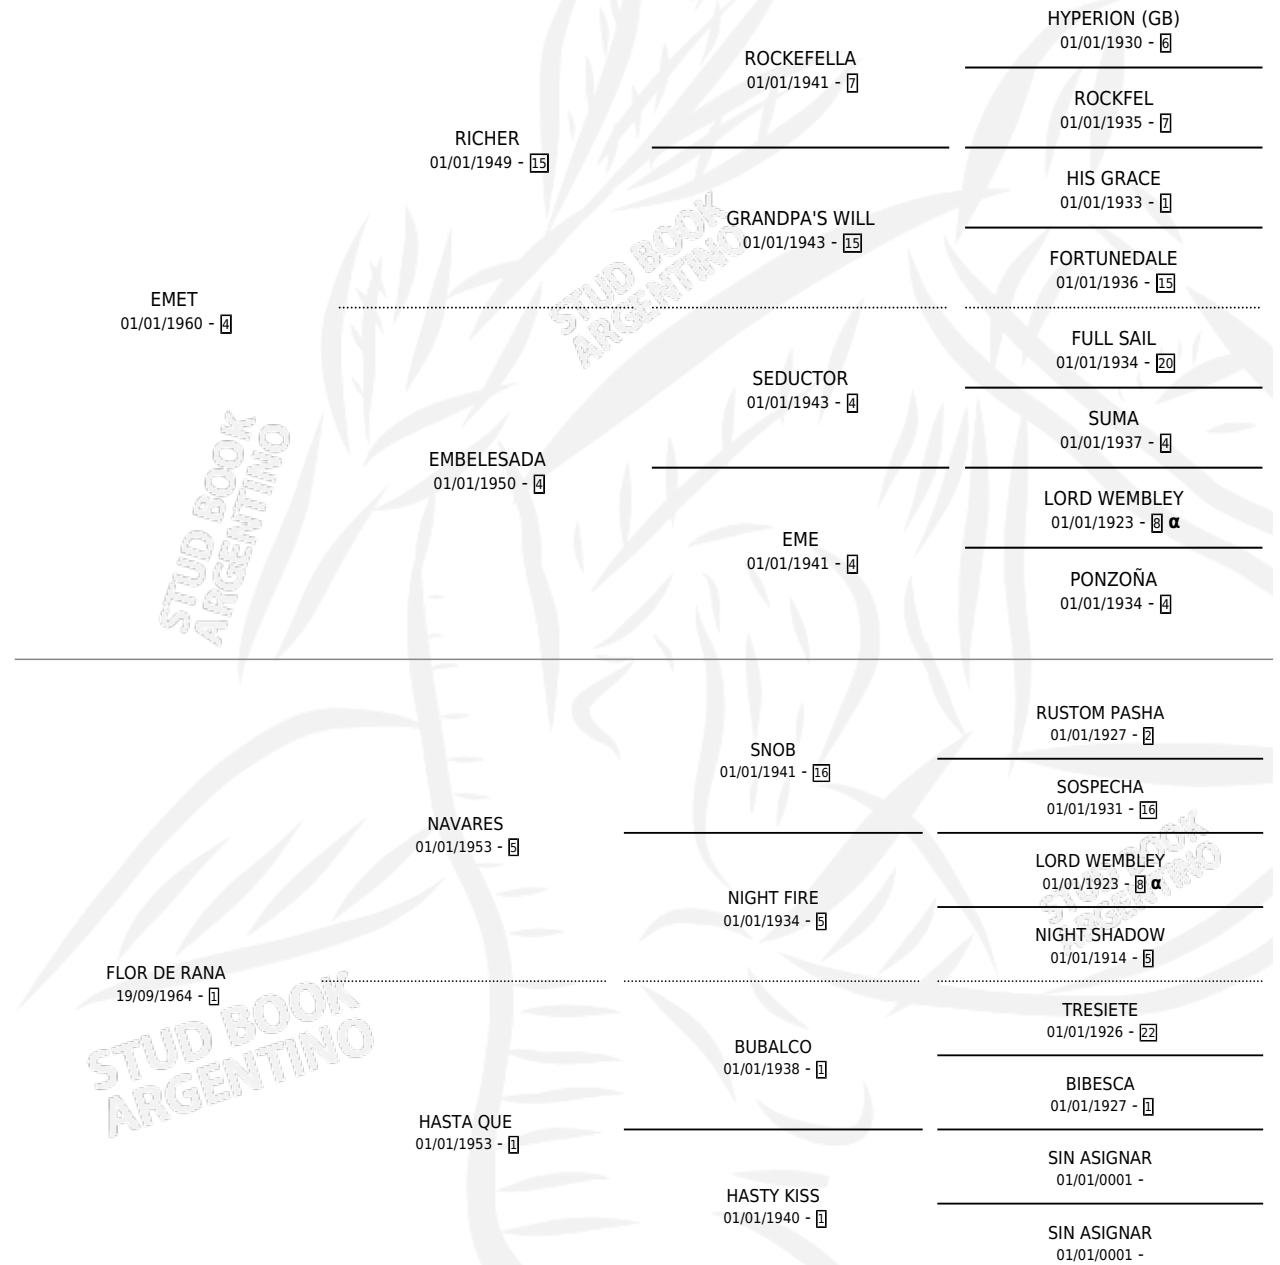 HYPERION (GB)
01/01/1930 - 6
ROCKEFELLA
01/01/1941 - 7
ROCKFEL
01/01/1935 - 7
RICHER
01/01/1949 - 15
HIS GRACE
01/01/1933 - 1
GRANDPA'S WILL
01/01/1943 - 15
FORTUNEDALE
01/01/1936 - 15
EMET
01/01/1960 - 4
FULL SAIL
01/01/1934 - 20
SEDUCTOR
01/01/1943 - 4
SUMA
01/01/1937 - 4
EMBELESADA
01/01/1950 - 4
LORD WEMBLEY
01/01/1923 - 8 α
EME
01/01/1941 - 4
PONZOÑA
01/01/1934 - 4
STUD BOOK
ARGENTINO
STUD BOOK
ARGENTINO
RUSTOM PASHA
01/01/1927 - 2
SNOB
01/01/1941 - 16
SOSPECHA
01/01/1931 - 16
NAVARES
01/01/1953 - 5
LORD WEMBLEY
01/01/1923 - 8 α
NIGHT FIRE
01/01/1934 - 5
NIGHT SHADOW
01/01/1914 - 5
FLOR DE RANA
19/09/1964 - 1
TRESIETE
01/01/1926 - 22
BUBALCO
01/01/1938 - 1
BIBESCA
01/01/1927 - 1
HASTA QUE
01/01/1953 - 1
SIN ASIGNAR
01/01/0001 -
HASTY KISS
01/01/1940 - 1
SIN ASIGNAR
01/01/0001 -
STUD BOOK
ARGENTINO
STUD BOOK
ARGENTINO